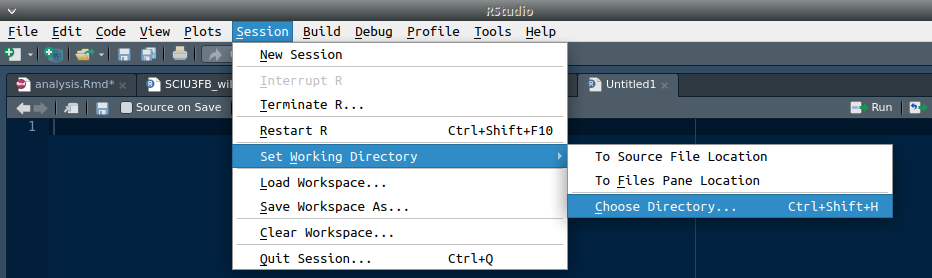 RStudio
File Edit Code View Plots Session Build Debug Profile Tools Help
New Session
Interrupt R
Terminate R...
Restart R Ctrl+Shift+F10
Set Working Directory
Load Workspace...
Save Workspace As...
Clear Workspace...
Quit Session... Ctrl+Q
To Source File Location
To Files Pane Location
Choose Directory... Ctrl+Shift+H
analysis.Rmd* SCIU3FB_wil Untitled1
Source on Save Run
1